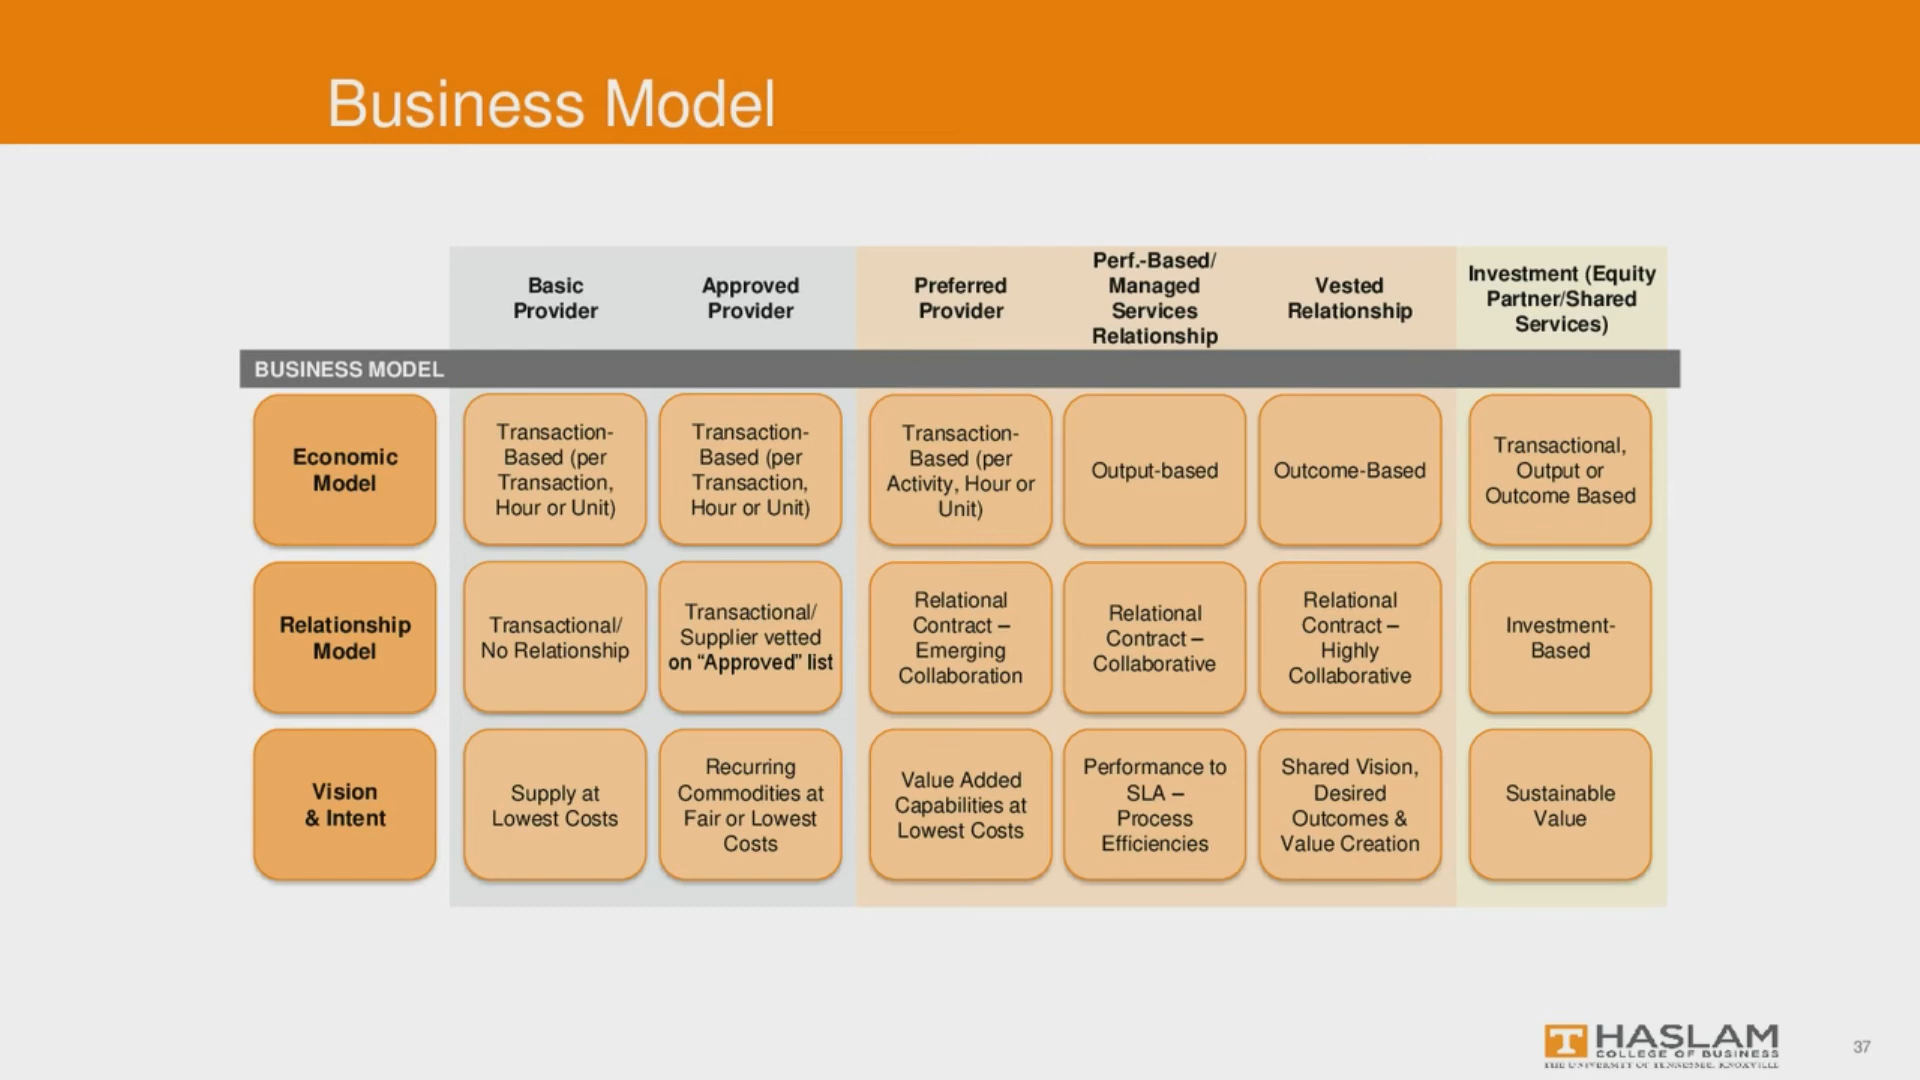 Business Model
Basic
Provider
Approved
Provider
Preferred
Provider
Perf.-Based/
Managed
Services
Relationship
Vested
Relationship
Investment (Equity
Partner/Shared
Services)
BUSINESS MODEL
Economic
Model
Transaction-
Based (per
Transaction,
Hour or Unit)
Transaction-
Based (per
Transaction,
Hour or Unit)
Transaction-
Based (per
Activity, Hour or
Unit)
Output-based
Outcome-Based
Transactional,
Output or
Outcome Based
Relationship
Model
Transactional/
No Relationship
Transactional/
Supplier vetted
on “Approved” list
Relational
Contract –
Emerging
Collaboration
Relational
Contract –
Collaborative
Relational
Contract –
Highly
Collaborative
Investment-
Based
Vision
& Intent
Supply at
Lowest Costs
Recurring
Commodities at
Fair or Lowest
Costs
Value Added
Capabilities at
Lowest Costs
Performance to
SLA –
Process
Efficiencies
Shared Vision,
Desired
Outcomes &
Value Creation
Sustainable
Value
T HASLAM
COLLEGE OF BUSINESS
THE UNIVERSITY OF TENNESSEE, KNOXVILLE
37